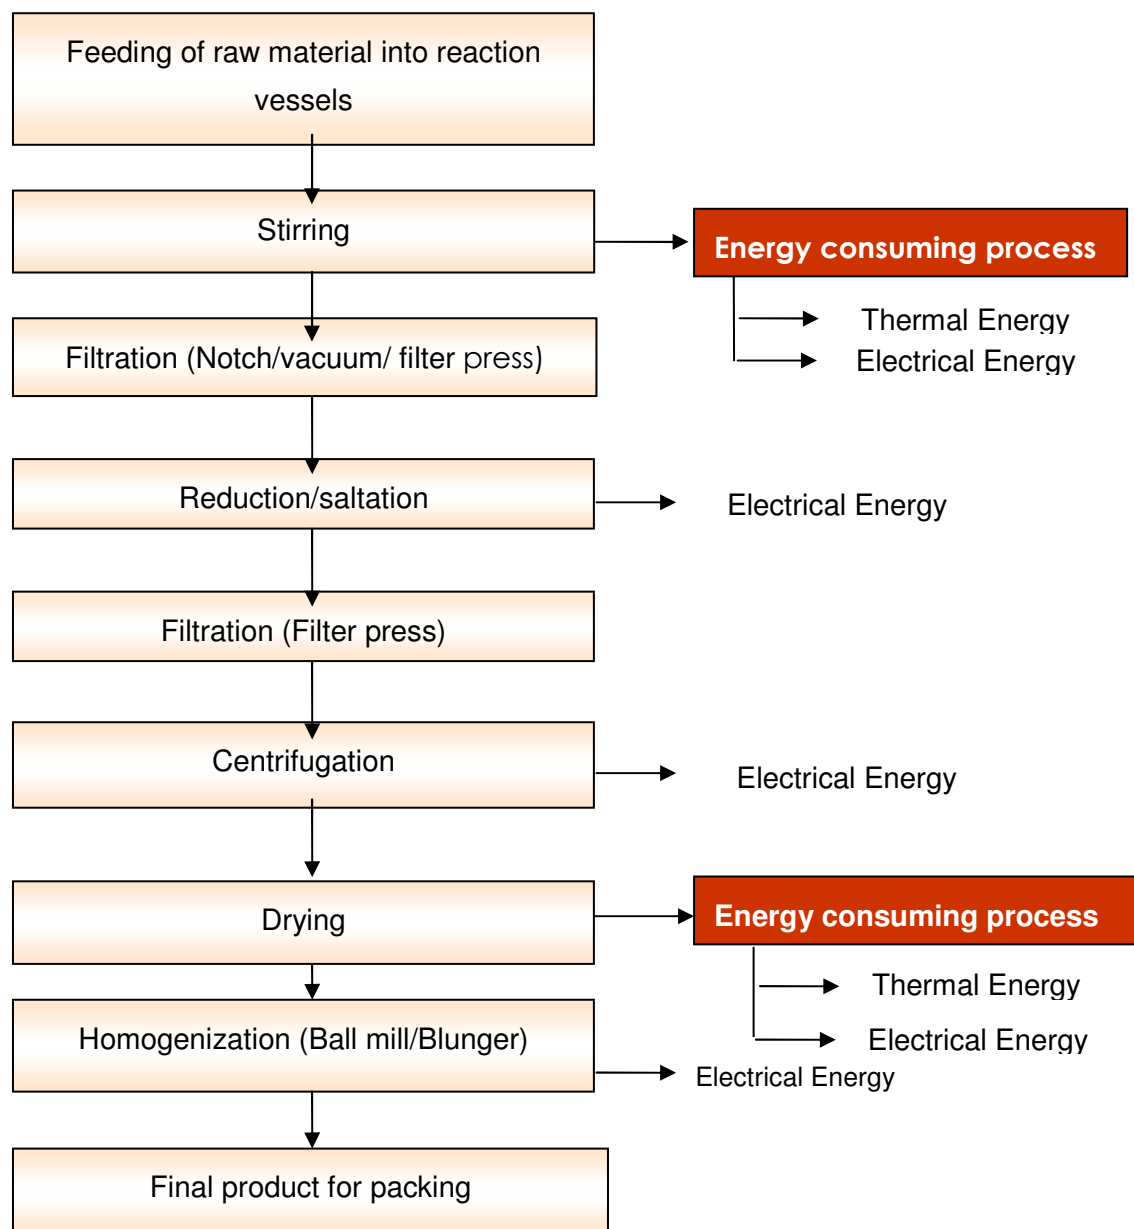 Feeding of raw material into reaction
vessels
Stirring
Energy consuming process
Thermal Energy
Electrical Energy
Filtration (Notch/vacuum/ filter press)
Reduction/saltation
Electrical Energy
Filtration (Filter press)
Centrifugation
Electrical Energy
Drying
Energy consuming process
Thermal Energy
Electrical Energy
Homogenization (Ball mill/Blunger)
Electrical Energy
Final product for packing